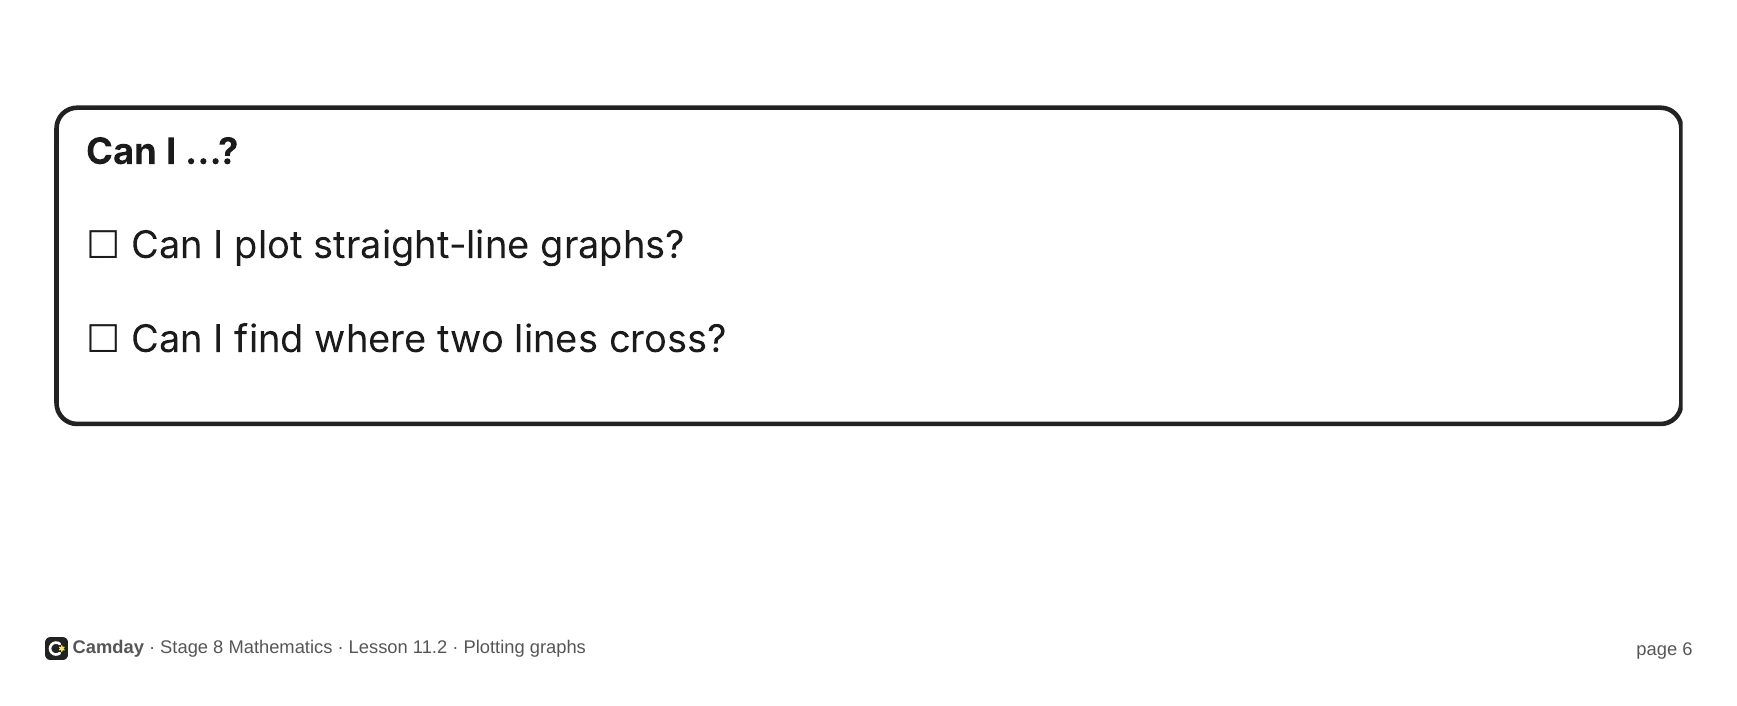 Can I ...?
☐ Can I plot straight-line graphs?
☐ Can I find where two lines cross?
Camday · Stage 8 Mathematics · Lesson 11.2 · Plotting graphs
page 6